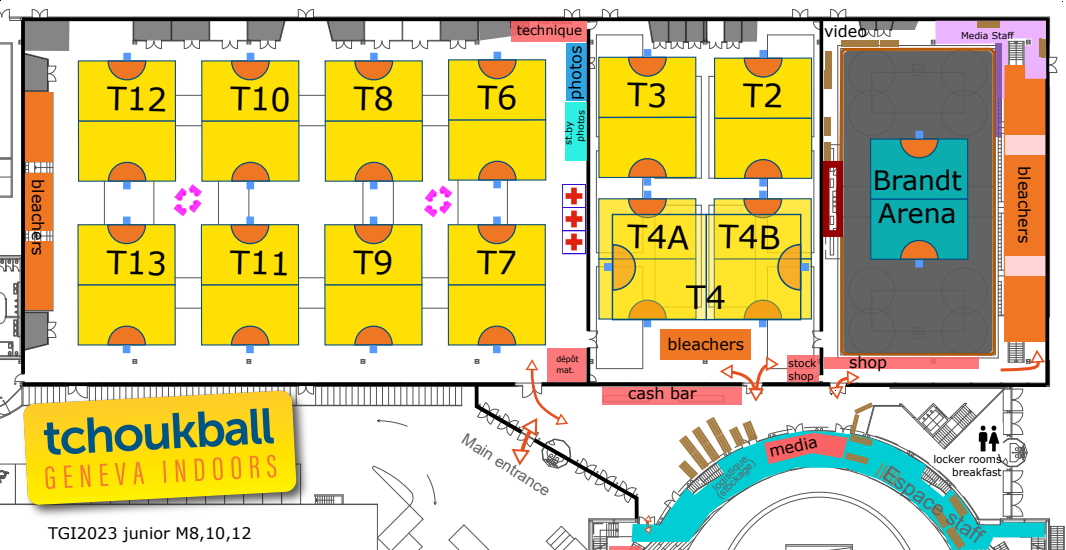 technique
video
Media Staff
photos
T12
T10
T8
T6
T3
T2
st.by
photos
bleachers
Brandt
Arena
bleachers
T13
T11
T9
T7
T4A
T4B
T4
bleachers
dépôt
mat.
stock
shop
shop
cash bar
tchoukball
GENEVA INDOORS
Main entrance
media
logistique
(stockage)
Espace staff
locker rooms
breakfast
TGI2023 junior M8,10,12